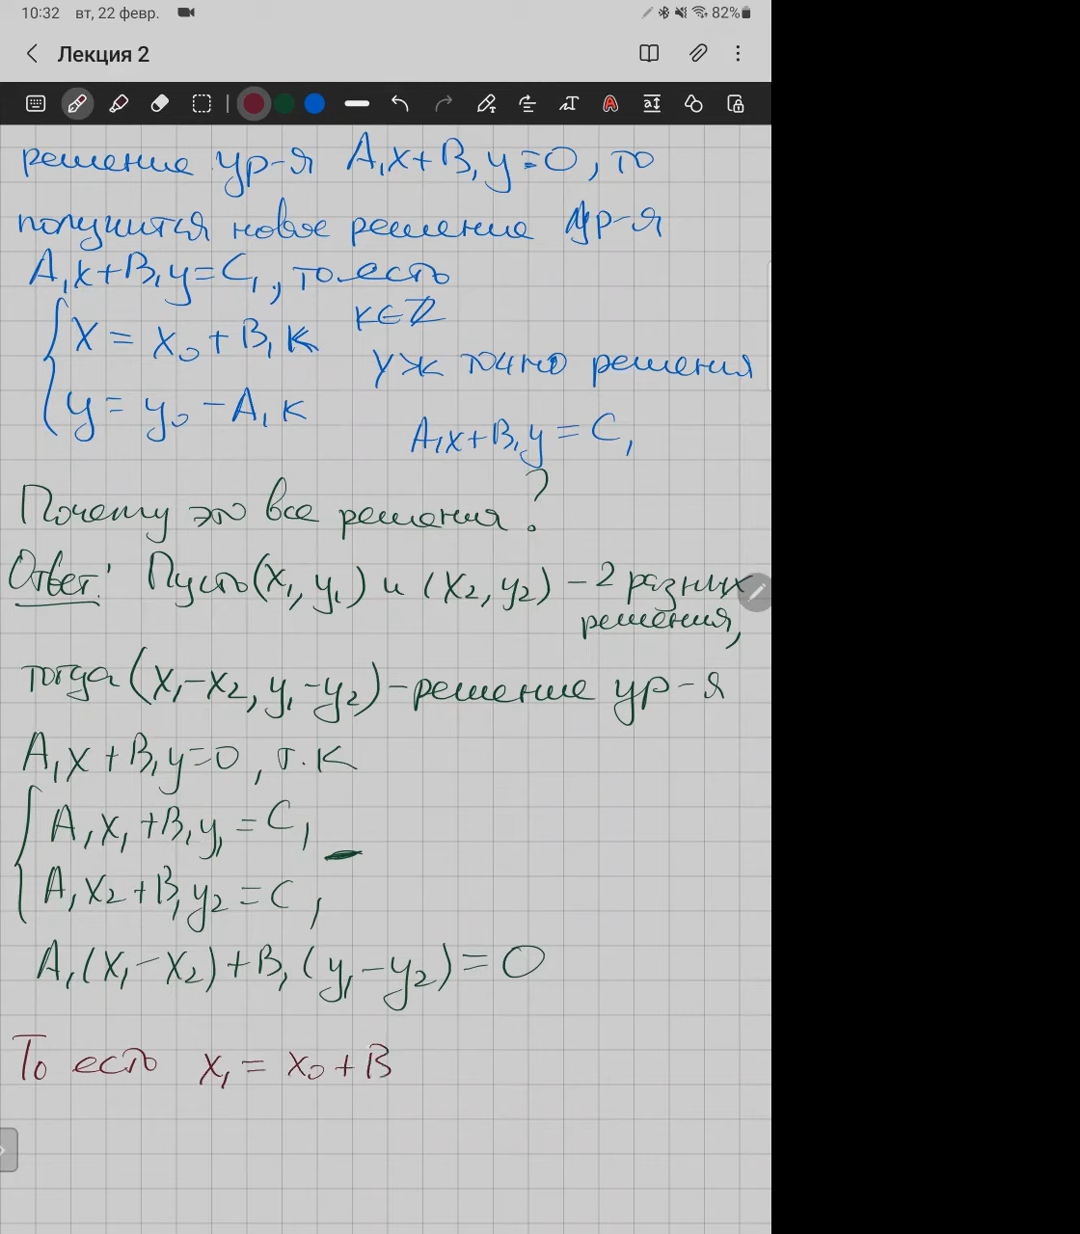 10:32 вт, 22 февр. 82%
Лекция 2
решение ур-я A₁x+B₁y=0, то
получится новое решение ур-я
A₁x+B₁y=C₁, то есть
x = x₀ + B₁k k∈ℤ
уж точно решения
y = y₀ - A₁k
A₁x+B₁y = C₁
Почему это все решения?
Ответ: Пусть (x₁, y₁) и (x₂, y₂) - 2 разных
решения,
тогда (x₁-x₂, y₁-y₂) - решение ур-я
A₁x + B₁y=0, т.к
A₁x₁ + B₁y₁ = C₁
A₁x₂ + B₁y₂ = C₁
A₁(x₁-x₂)+B₁(y₁-y₂)=0
То есть x₁ = x₀ + B